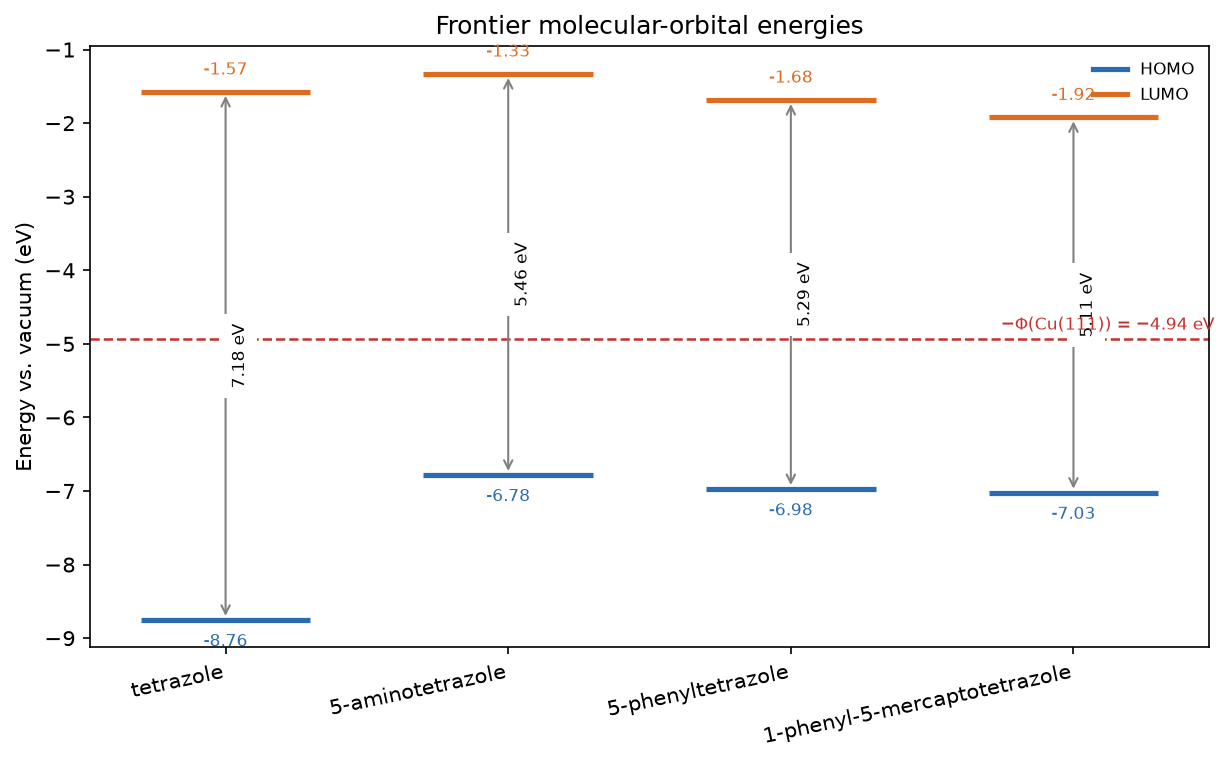 Frontier molecular-orbital energies
Energy vs. vacuum (eV)
−1
−2
−3
−4
−5
−6
−7
−8
−9
-1.57
-1.33
-1.68
-1.92
HOMO
LUMO
7.18 eV
5.46 eV
5.29 eV
5.11 eV
−Φ(Cu(111)) = −4.94 eV
-8.76
-6.78
-6.98
-7.03
tetrazole
5-aminotetrazole
5-phenyltetrazole
1-phenyl-5-mercaptotetrazole